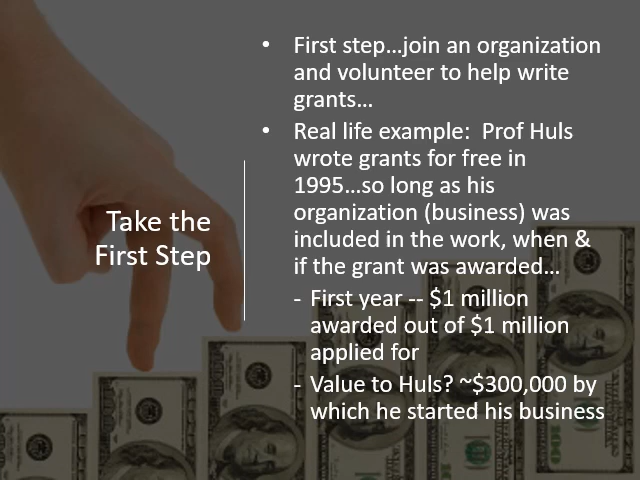 Take the
First Step
• First step…join an organization
and volunteer to help write
grants…
• Real life example:  Prof Huls
wrote grants for free in
1995…so long as his
organization (business) was
included in the work, when &
if the grant was awarded…
- First year -- $1 million
awarded out of $1 million
applied for
- Value to Huls? ~$300,000 by
which he started his business